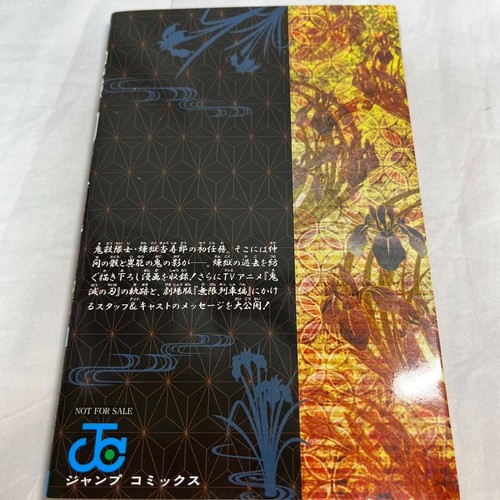 鬼殺隊士・煉獄杏寿郎の初任務。そこには仲
間の骸と異能の鬼の影が――。煉獄の過去を紡
ぐ描き下ろし漫画を収録!さらにTVアニメ『鬼
滅の刃』の軌跡と、劇場版『無限列車編』にかけ
るスタッフ&キャストのメッセージを大公開!
NOT FOR SALE
JC
ジャンプ コミックス